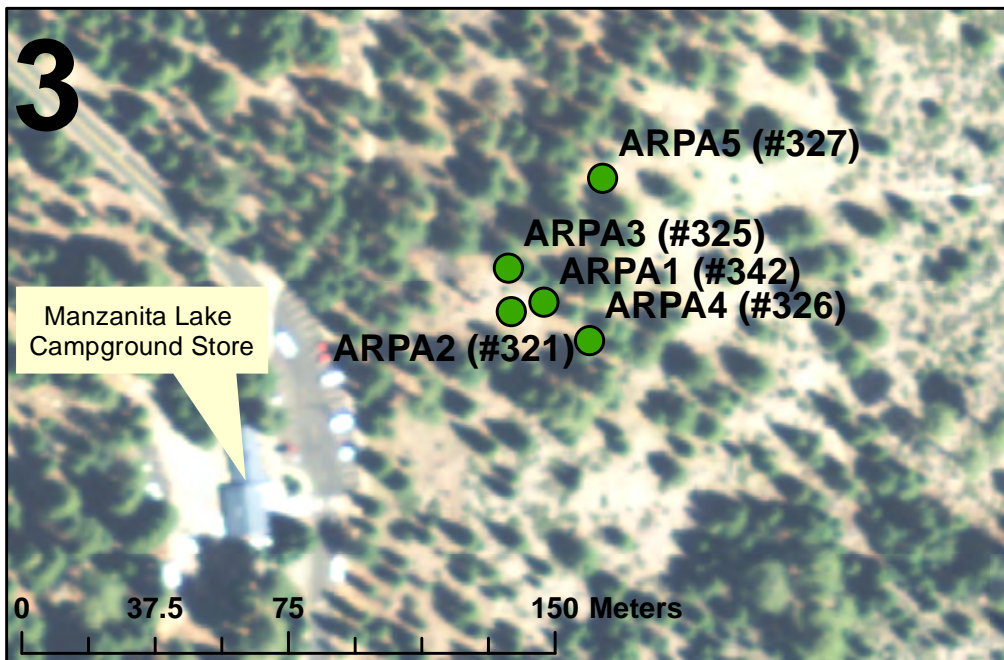 3
ARPA5 (#327)
ARPA3 (#325)
ARPA1 (#342)
ARPA4 (#326)
ARPA2 (#321)
Manzanita Lake
Campground Store
0 37.5 75 150 Meters